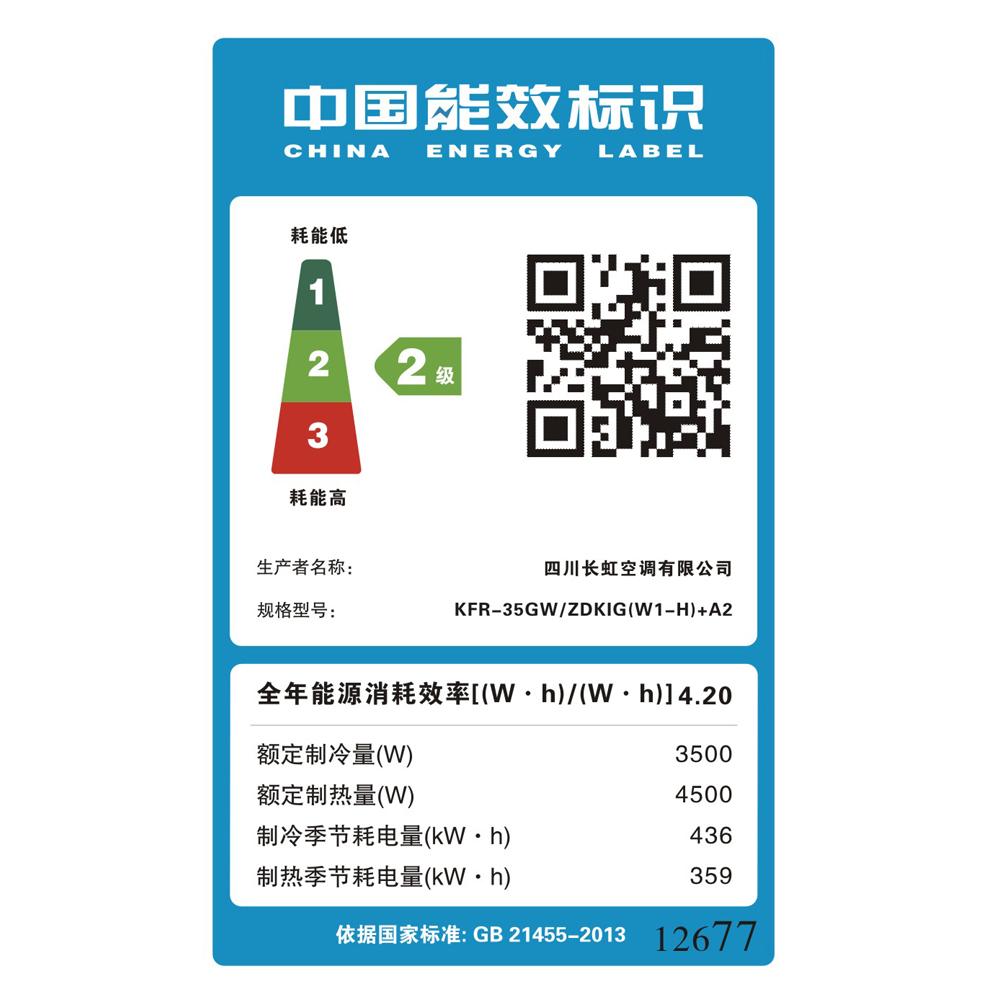 中国能效标识
CHINA ENERGY LABEL
耗能低
1
2
2级
3
耗能高
生产者名称: 四川长虹空调有限公司
规格型号: KFR-35GW/ZDKIG(W1-H)+A2
全年能源消耗效率[(W·h)/(W·h)] 4.20
额定制冷量(W) 3500
额定制热量(W) 4500
制冷季节耗电量(kW·h) 436
制热季节耗电量(kW·h) 359
依据国家标准: GB 21455-2013 12677